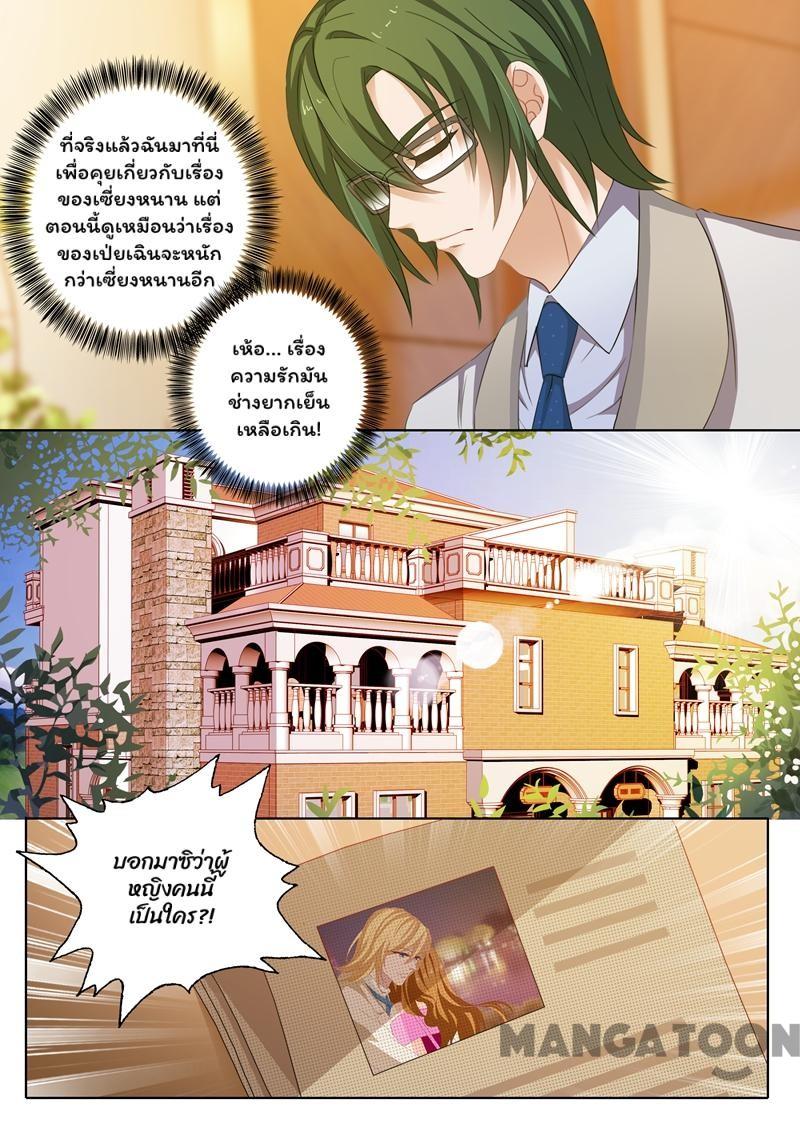 ที่จริงแล้วฉันมาที่นี่
เพื่อคุยเกี่ยวกับเรื่อง
ของเซี่ยงหนาน แต่
ตอนนี้ดูเหมือนว่าเรื่อง
ของเป่ยเฉินจะหนัก
กว่าเซี่ยงหนานอีก
เห้อ... เรื่อง
ความรักมัน
ช่างยากเย็น
เหลือเกิน!
บอกมาซิว่าผู้
หญิงคนนี้
เป็นใคร?!
MANGATOON